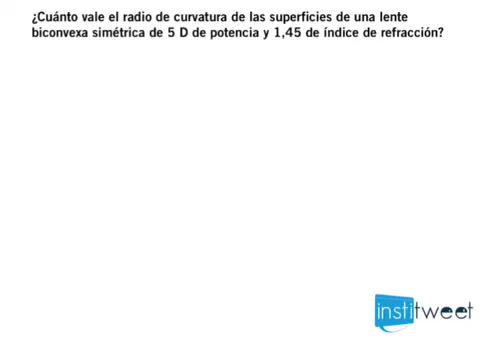 ¿Cuánto vale el radio de curvatura de las superficies de una lente
biconvexa simétrica de 5 D de potencia y 1,45 de índice de refracción?
institweet